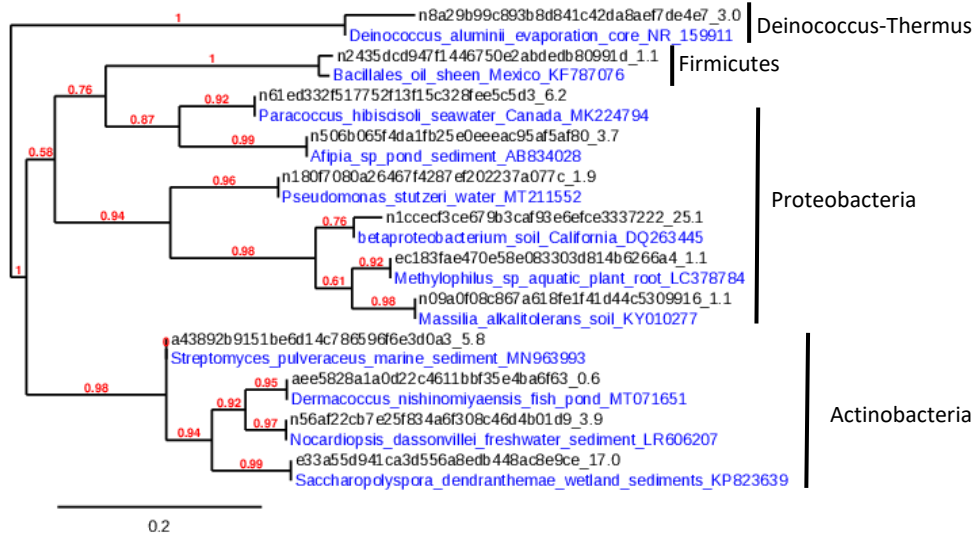 1
n8a29b99c893b8d841c42da8aef7de4e7_3.0
Deinococcus_aluminii_evaporation_core_NR_159911
Deinococcus-Thermus
1
n2435dcd947f1446750e2abdedb80991d_1.1
Bacillales_oil_sheen_Mexico_KF787076
Firmicutes
0.76
0.92
n61ed332f517752f13f15c328fee5c5d3_6.2
Paracoccus_hibiscisoli_seawater_Canada_MK224794
0.87
0.99
n506b065f4da1fb25e0eeeac95af5af80_3.7
Afipia_sp_pond_sediment_AB834028
0.58
0.96
n180f7080a26467f4287ef202237a077c_1.9
Pseudomonas_stutzeri_water_MT211552
Proteobacteria
0.94
0.76
n1ccecf3ce679b3caf93e6efce3337222_25.1
betaproteobacterium_soil_California_DQ263445
0.98
0.92
ec183fae470e58e083303d814b6266a4_1.1
Methylophilus_sp_aquatic_plant_root_LC378784
1
0.61
0.98
n09a0f08c867a618fe1f41d44c5309916_1.1
Massilia_alkalitolerans_soil_KY010277
a43892b9151be6d14c786596f6e3d0a3_5.8
Streptomyces_pulveraceus_marine_sediment_MN963993
0.98
0.95
aee5828a1a0d22c4611bbf35e4ba6f63_0.6
Dermacoccus_nishinomiyaensis_fish_pond_MT071651
0.92
Actinobacteria
0.97
n56af22cb7e25f834a6f308c46d4b01d9_3.9
Nocardiopsis_dassonvillei_freshwater_sediment_LR606207
0.94
0.99
e33a55d941ca3d556a8edb448ac8e9ce_17.0
Saccharopolyspora_dendranthemae_wetland_sediments_KP823639
0.2